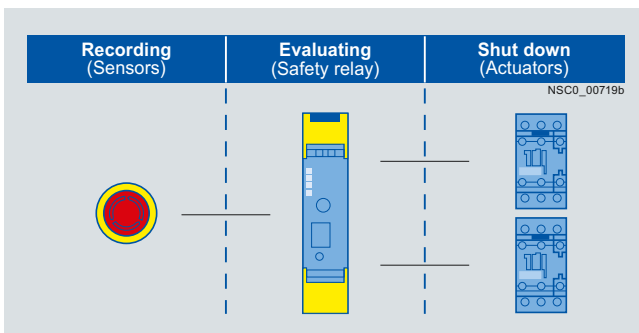 Recording
(Sensors)
Evaluating
(Safety relay)
Shut down
(Actuators)
NSC0_00719b